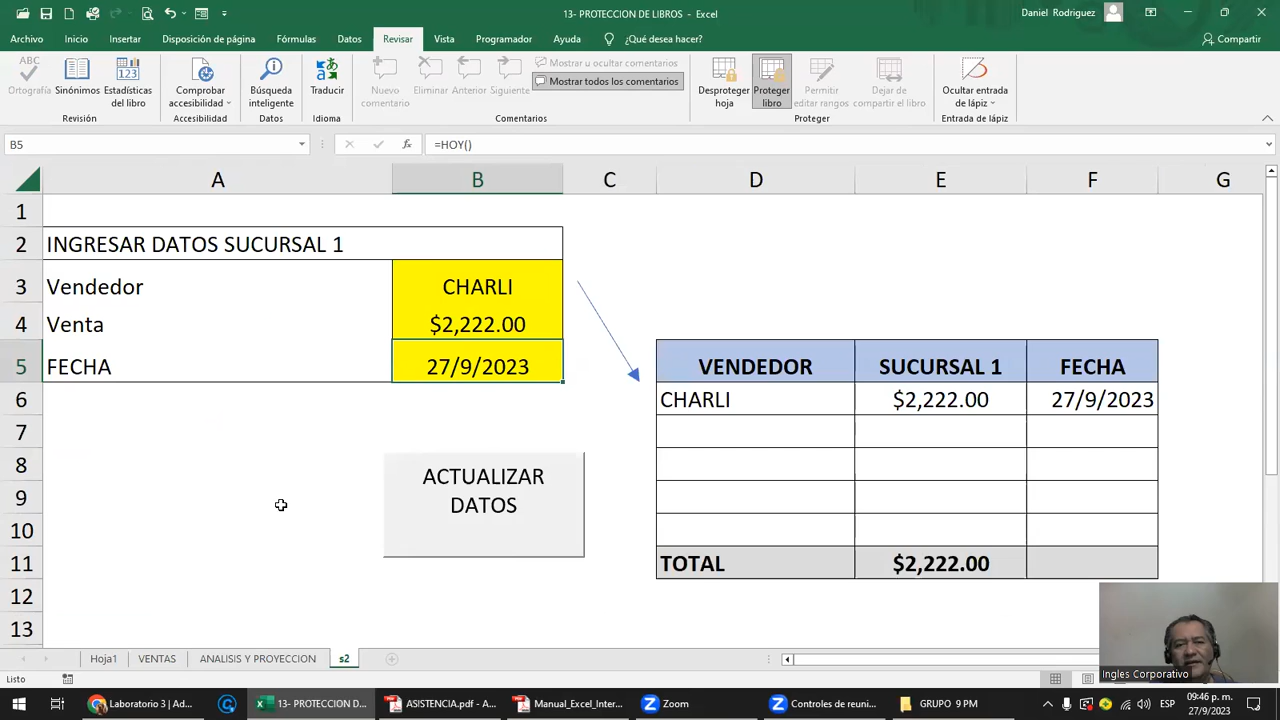 13- PROTECCION DE LIBROS - Excel
Daniel Rodriguez
Archivo Inicio Insertar Disposición de página Fórmulas Datos Revisar Vista Programador Ayuda ¿Qué desea hacer? Compartir
ABC
Ortografía
Sinónimos
Estadísticas del libro
Revisión
Comprobar accesibilidad
Accesibilidad
Búsqueda inteligente
Datos
Traducir
Idioma
Nuevo comentario
Eliminar
Anterior
Siguiente
Mostrar u ocultar comentarios
Mostrar todos los comentarios
Comentarios
Desproteger hoja
Proteger libro
Permitir editar rangos
Dejar de compartir el libro
Proteger
Ocultar entrada de lápiz
Entrada de lápiz
B5 fx =HOY()
A B C D E F G
1
2 INGRESAR DATOS SUCURSAL 1
3 Vendedor CHARLI
4 Venta $2,222.00
5 FECHA 27/9/2023 VENDEDOR SUCURSAL 1 FECHA
6 CHARLI $2,222.00 27/9/2023
7
8
9
10
ACTUALIZAR
DATOS
11 TOTAL $2,222.00
12
13
Ingles Corporativo
Hoja1 VENTAS ANALISIS Y PROYECCION s2
Listo
Laboratorio 3 | Ad...
13- PROTECCION D...
ASISTENCIA.pdf - A...
Manual_Excel_Inter...
Zoom
Controles de reuni...
GRUPO 9 PM
ESP
09:46 p. m.
27/9/2023